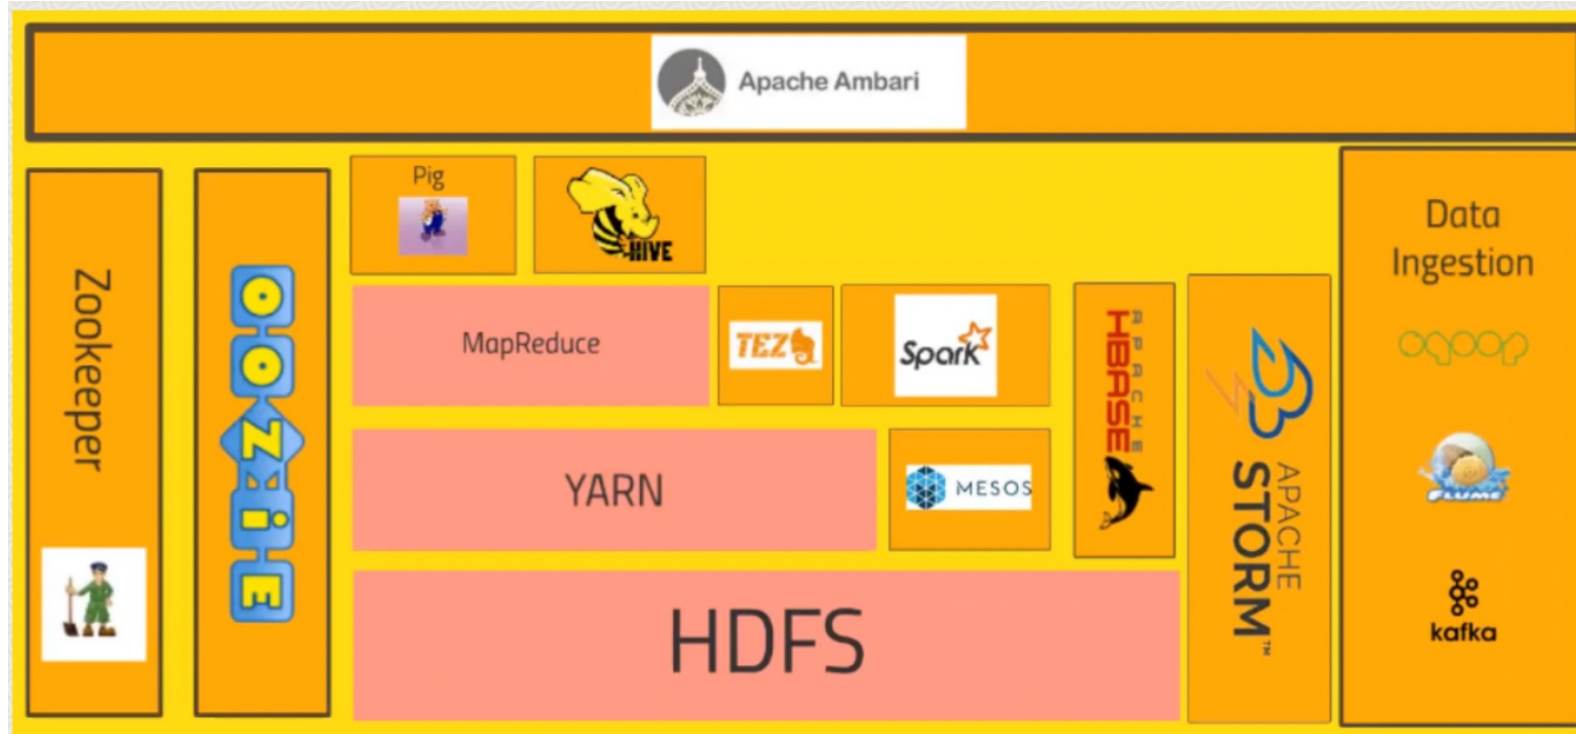 Apache Ambari
Zookeeper
OOZiE
Pig
HIVE
MapReduce
TEZ
Spark
YARN
MESOS
HDFS
APACHE
HBASE
APACHE
STORM™
Data
Ingestion
sqoop
FLUME
kafka